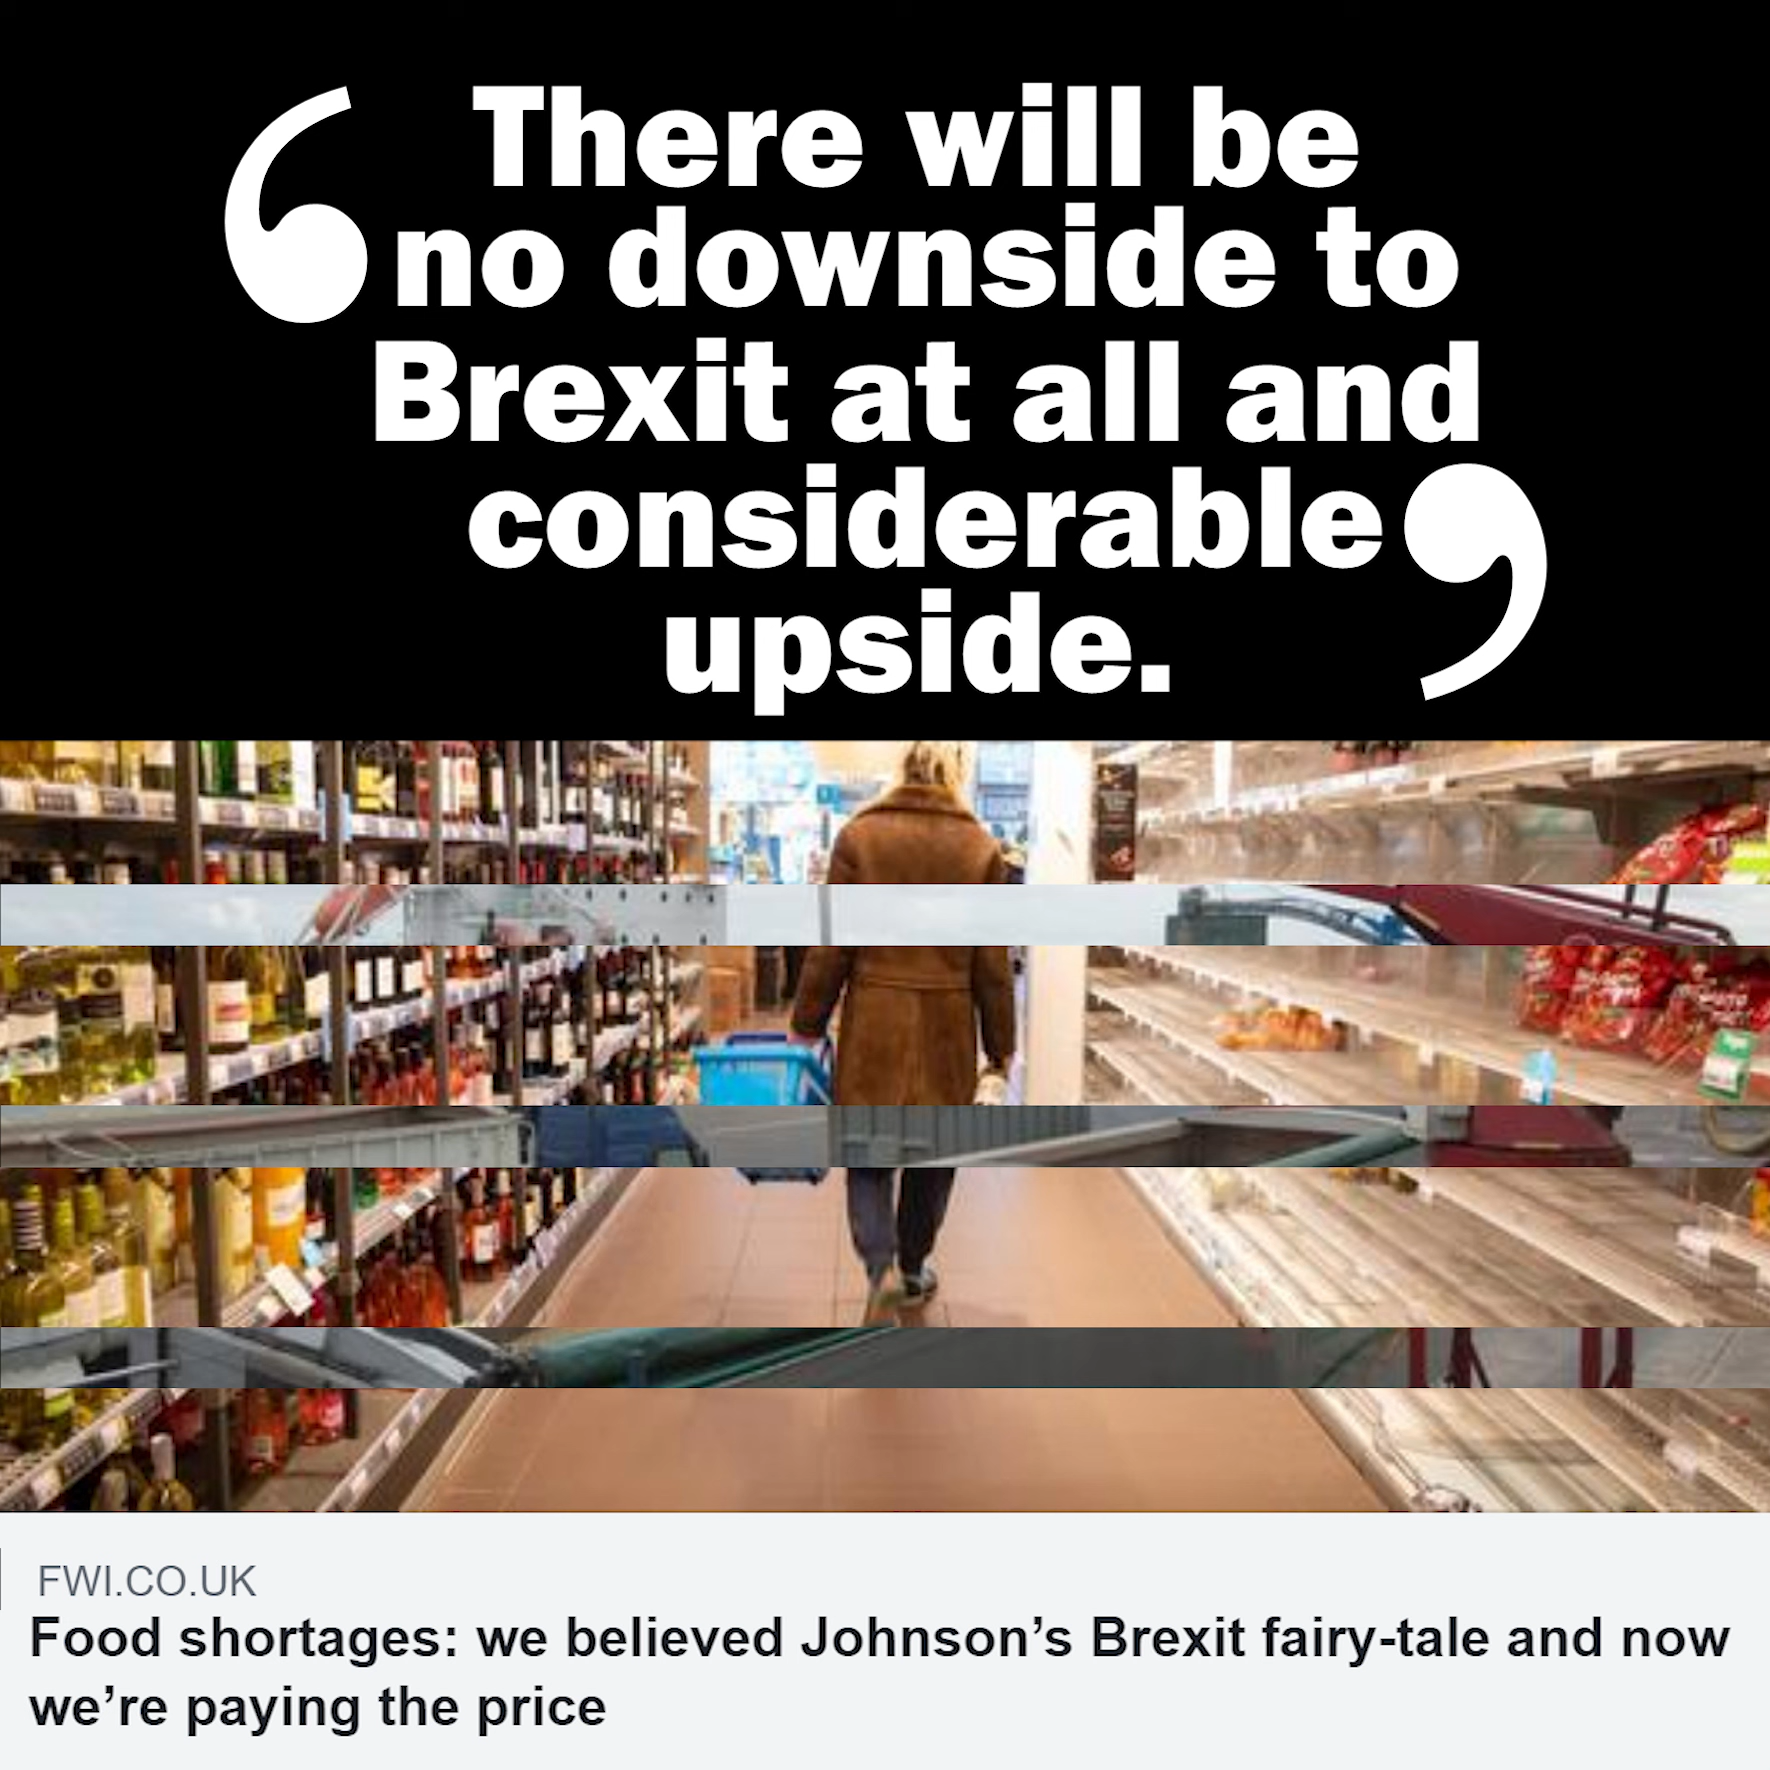 ‘There will be
no downside to
Brexit at all and
considerable
upside.’
FWI.CO.UK
Food shortages: we believed Johnson’s Brexit fairy-tale and now
we’re paying the price